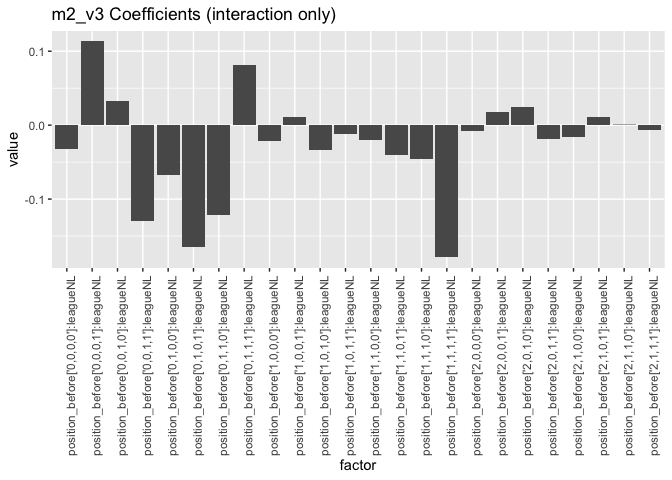 m2_v3 Coefficients (interaction only)
value
0.1
0.0
-0.1
position_before['0,0,0,0']:leagueNL
position_before['0,0,0,1']:leagueNL
position_before['0,0,1,0']:leagueNL
position_before['0,0,1,1']:leagueNL
position_before['0,1,0,0']:leagueNL
position_before['0,1,0,1']:leagueNL
position_before['0,1,1,0']:leagueNL
position_before['0,1,1,1']:leagueNL
position_before['1,0,0,0']:leagueNL
position_before['1,0,0,1']:leagueNL
position_before['1,0,1,0']:leagueNL
position_before['1,0,1,1']:leagueNL
position_before['1,1,0,0']:leagueNL
position_before['1,1,0,1']:leagueNL
position_before['1,1,1,0']:leagueNL
position_before['1,1,1,1']:leagueNL
position_before['2,0,0,0']:leagueNL
position_before['2,0,0,1']:leagueNL
position_before['2,0,1,0']:leagueNL
position_before['2,0,1,1']:leagueNL
position_before['2,1,0,0']:leagueNL
position_before['2,1,0,1']:leagueNL
position_before['2,1,1,0']:leagueNL
position_before['2,1,1,1']:leagueNL
factor